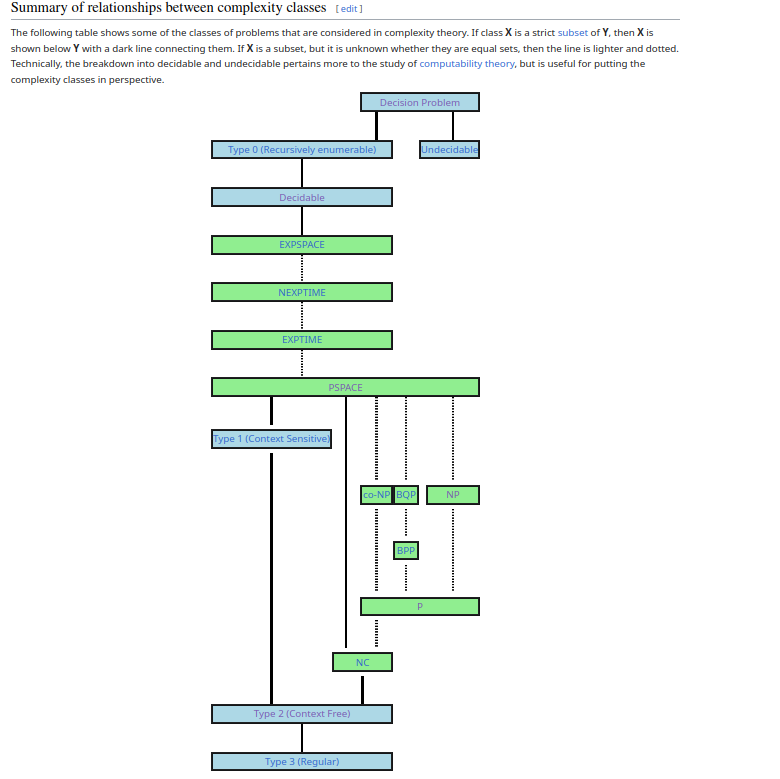 Summary of relationships between complexity classes [ edit ]
The following table shows some of the classes of problems that are considered in complexity theory. If class X is a strict subset of Y, then X is
shown below Y with a dark line connecting them. If X is a subset, but it is unknown whether they are equal sets, then the line is lighter and dotted.
Technically, the breakdown into decidable and undecidable pertains more to the study of computability theory, but is useful for putting the
complexity classes in perspective.
Decision Problem
Type 0 (Recursively enumerable)
Undecidable
Decidable
EXPSPACE
NEXPTIME
EXPTIME
PSPACE
Type 1 (Context Sensitive)
co-NP
BQP
NP
BPP
P
NC
Type 2 (Context Free)
Type 3 (Regular)